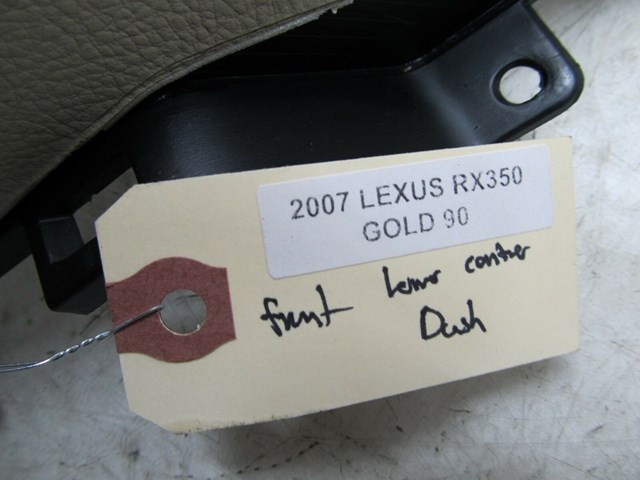 2007 LEXUS RX350
GOLD 90
front lower center
Dash